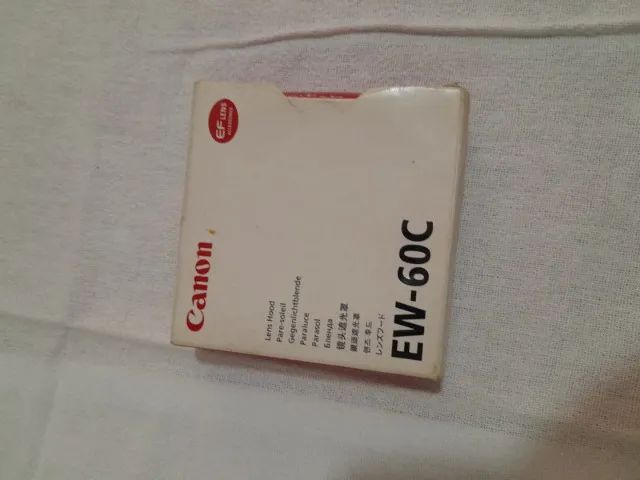 Canon
EF LENS
ACCESSORIES
Lens Hood
Pare-soleil
Gegenlichtblende
Paraluce
Parasol
Бленда
镜头遮光罩
鏡頭遮光罩
렌즈 후드
レンズフード
EW-60C